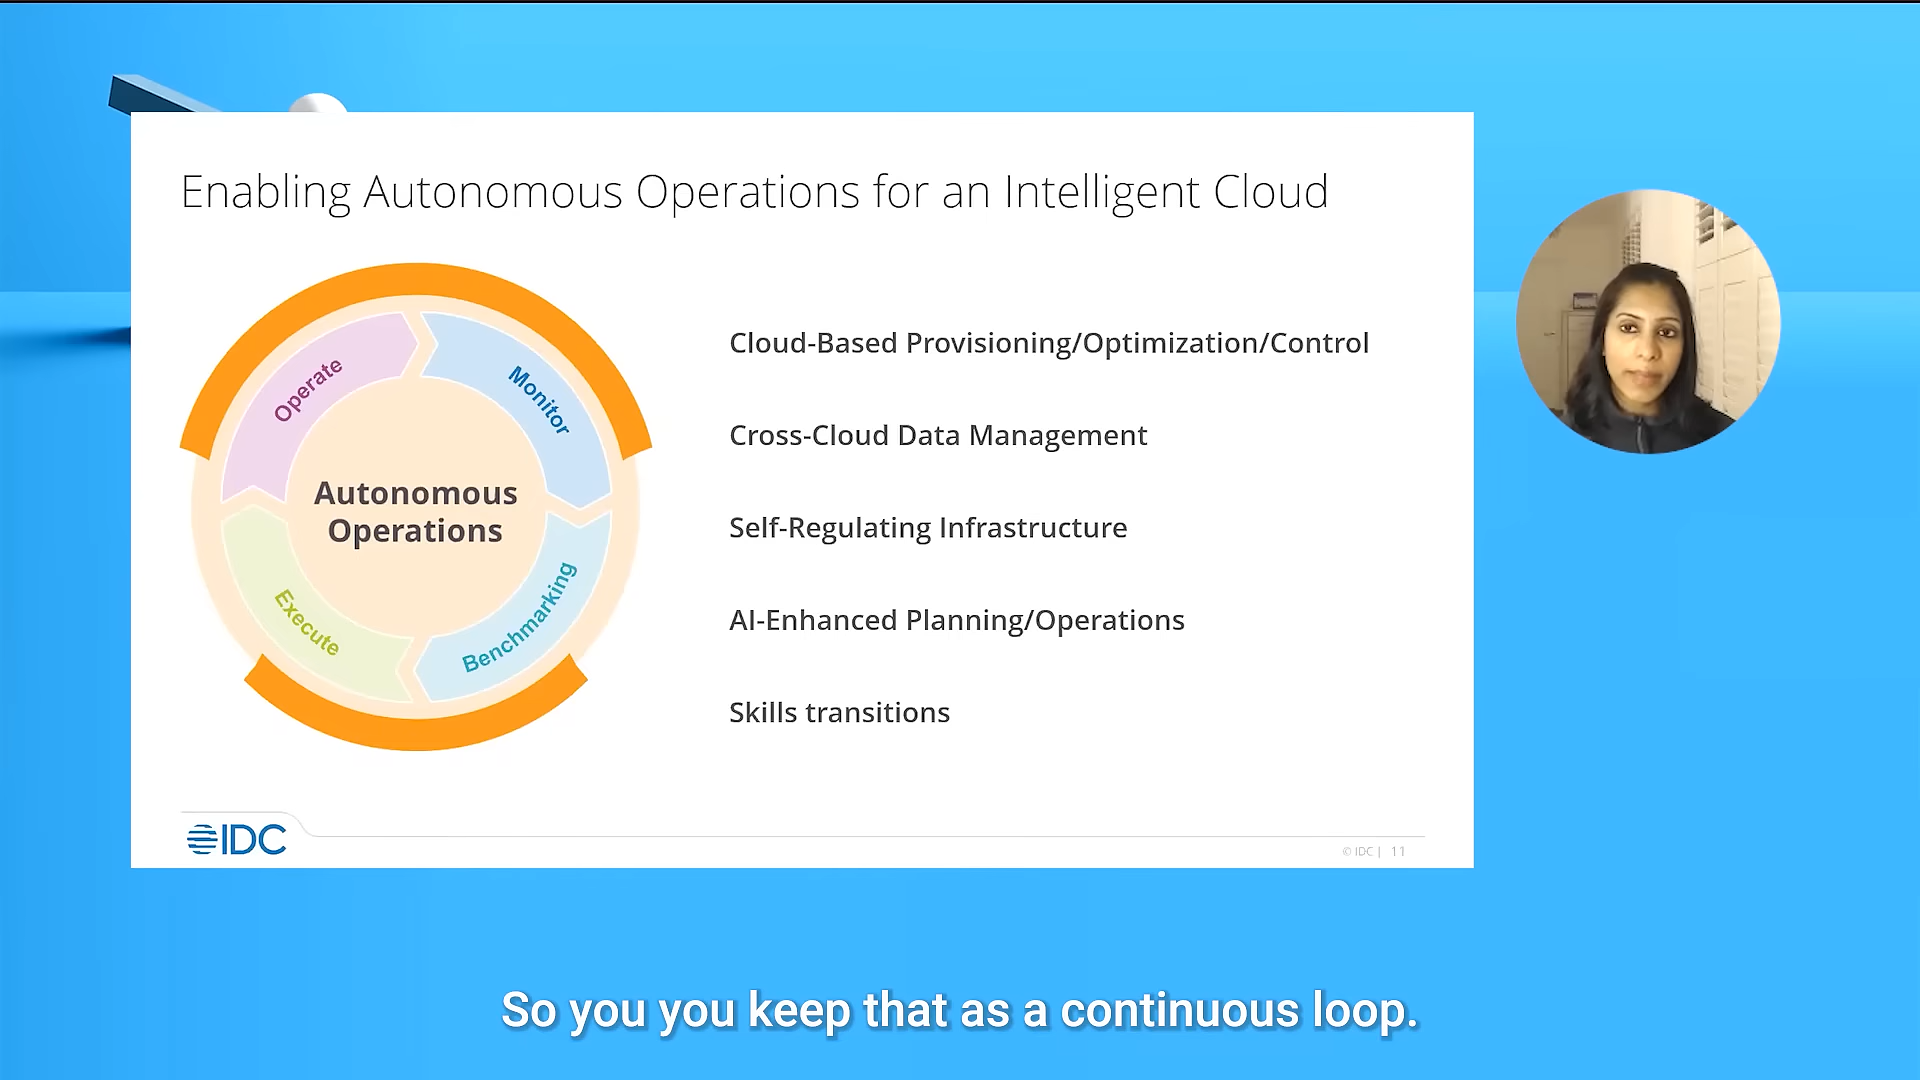 Enabling Autonomous Operations for an Intelligent Cloud
Operate
Monitor
Autonomous
Operations
Execute
Benchmarking
Cloud-Based Provisioning/Optimization/Control
Cross-Cloud Data Management
Self-Regulating Infrastructure
AI-Enhanced Planning/Operations
Skills transitions
IDC
© IDC | 11
So you you keep that as a continuous loop.